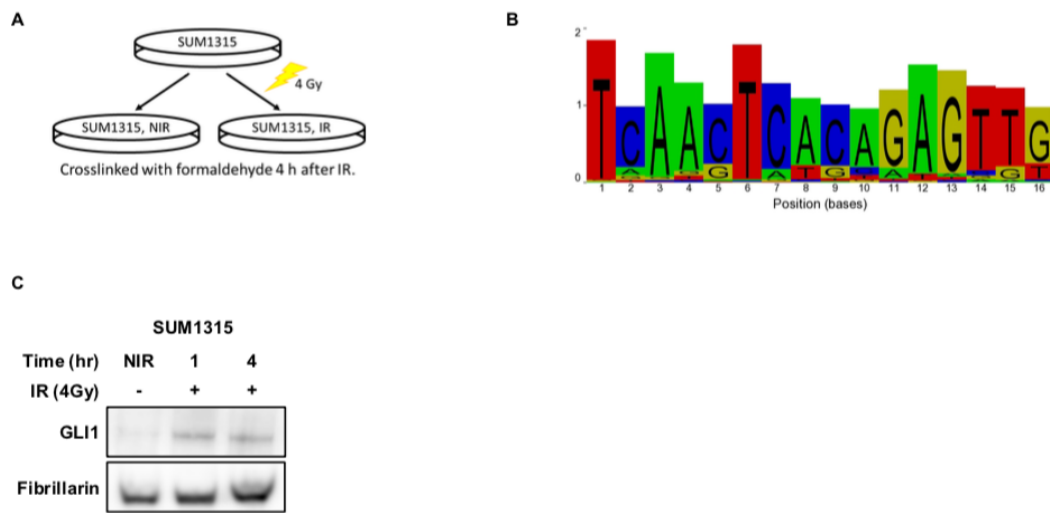 A
SUM1315
4 Gy
SUM1315, NIR
SUM1315, IR
Crosslinked with formaldehyde 4 h after IR.
B
2
1
0
T C A A C T C A C A G A G T T G
G T G A G T
1 2 3 4 5 6 7 8 9 10 11 12 13 14 15 16
Position (bases)
C
SUM1315
Time (hr) NIR 1 4
IR (4Gy) - + +
GLI1
Fibrillarin